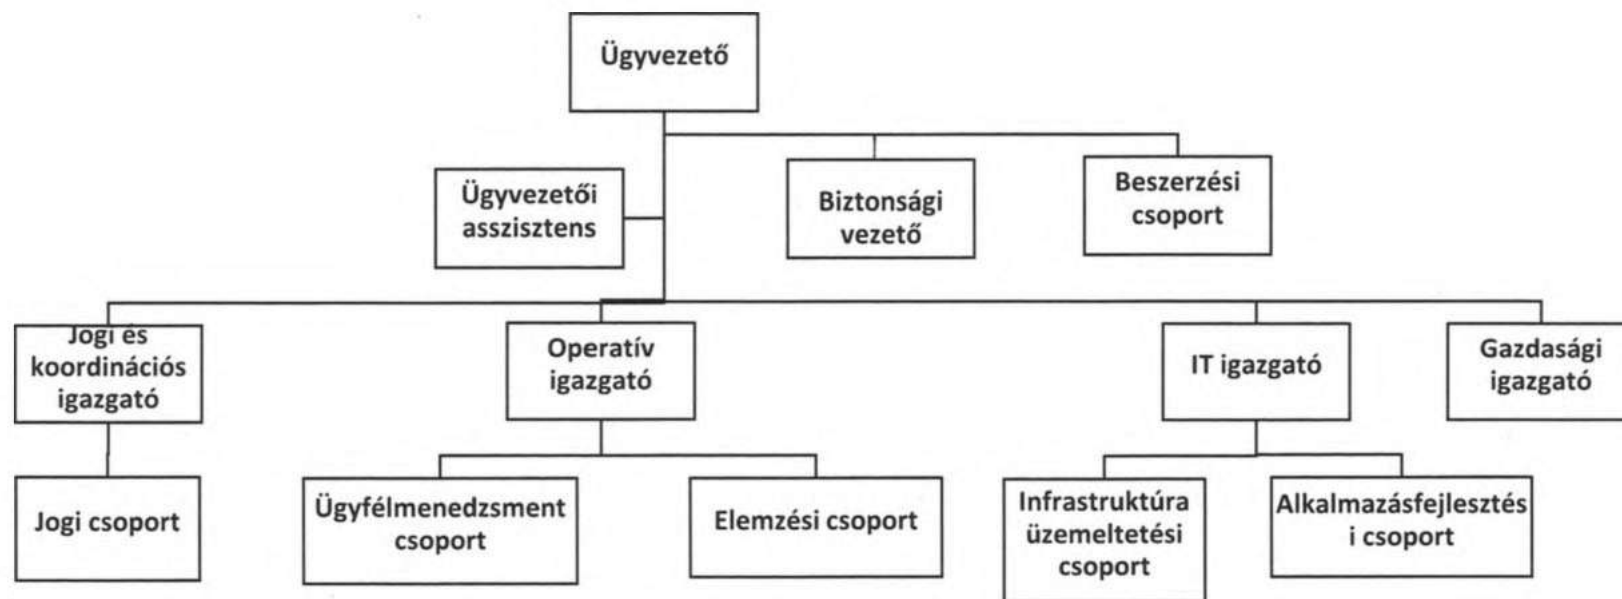 Ügyvezető
Ügyvezetői
asszisztens
Biztonsági
vezető
Beszerzési
csoport
Jogi és
koordinációs
igazgató
Operatív
igazgató
IT igazgató
Gazdasági
igazgató
Jogi csoport
Ügyfélmenedzsment
csoport
Elemzési csoport
Infrastruktúra
üzemeltetési
csoport
Alkalmazásfejlesztés
i csoport